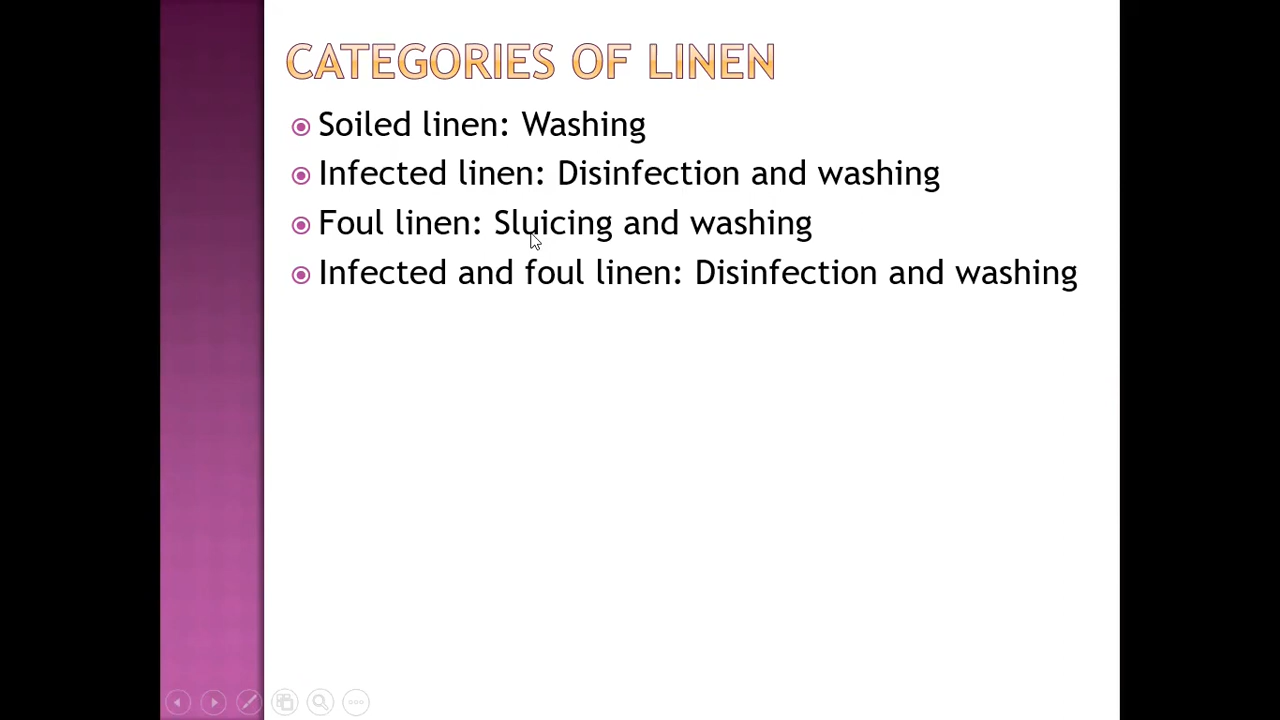 CATEGORIES OF LINEN
Soiled linen: Washing
Infected linen: Disinfection and washing
Foul linen: Sluicing and washing
Infected and foul linen: Disinfection and washing